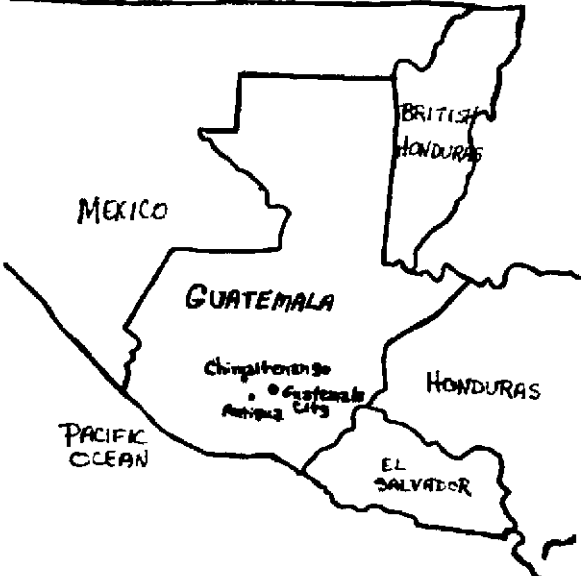 BRITISH
HONDURAS
MEXICO
GUATEMALA
Chimaltenango
Guatemala
City
Antigua
HONDURAS
PACIFIC
OCEAN
EL
SALVADOR